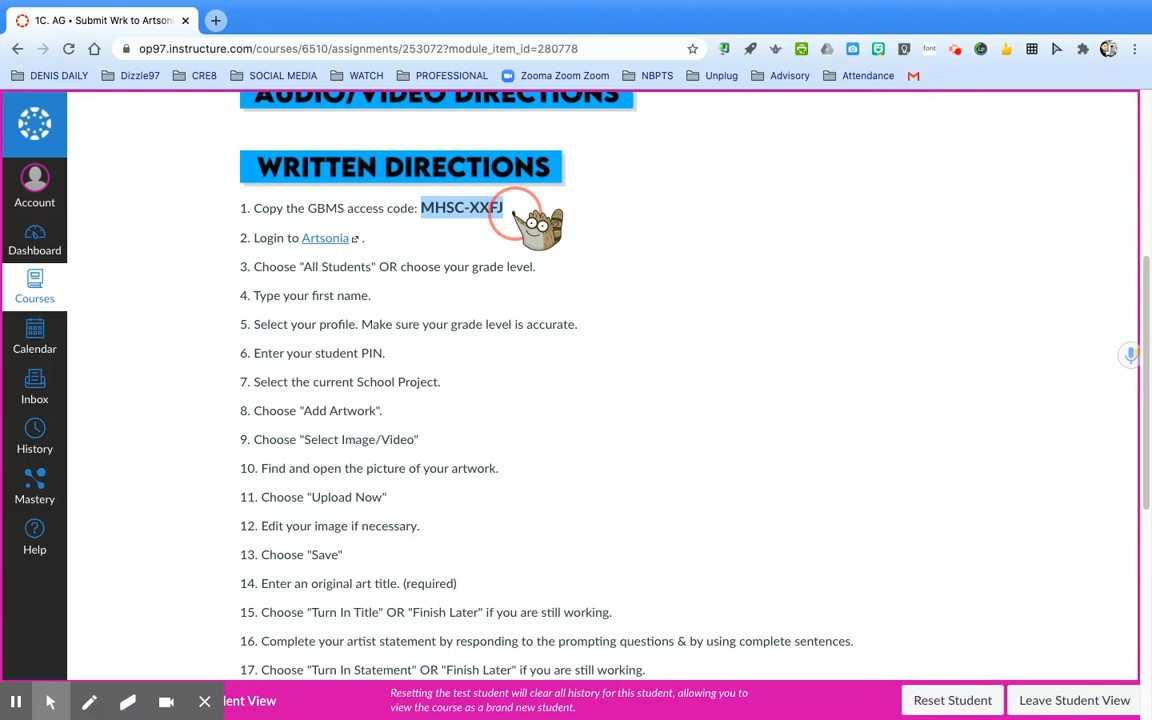 1C. AG • Submit Wrk to Artson
op97.instructure.com/courses/6510/assignments/253072?module_item_id=280778
font
DENIS DAILY
Dizzle97
CRE8
SOCIAL MEDIA
WATCH
PROFESSIONAL
Zooma Zoom Zoom
NBPTS
Unplug
Advisory
Attendance
Account
Dashboard
Courses
Calendar
Inbox
History
Mastery
Help
AUDIO/VIDEO DIRECTIONS
WRITTEN DIRECTIONS
1. Copy the GBMS access code: MHSC-XXFJ
2. Login to Artsonia .
3. Choose "All Students" OR choose your grade level.
4. Type your first name.
5. Select your profile. Make sure your grade level is accurate.
6. Enter your student PIN.
7. Select the current School Project.
8. Choose "Add Artwork".
9. Choose "Select Image/Video"
10. Find and open the picture of your artwork.
11. Choose "Upload Now"
12. Edit your image if necessary.
13. Choose "Save"
14. Enter an original art title. (required)
15. Choose "Turn In Title" OR "Finish Later" if you are still working.
16. Complete your artist statement by responding to the prompting questions & by using complete sentences.
17. Choose "Turn In Statement" OR "Finish Later" if you are still working.
dent View
Resetting the test student will clear all history for this student, allowing you to
view the course as a brand new student.
Reset Student
Leave Student View